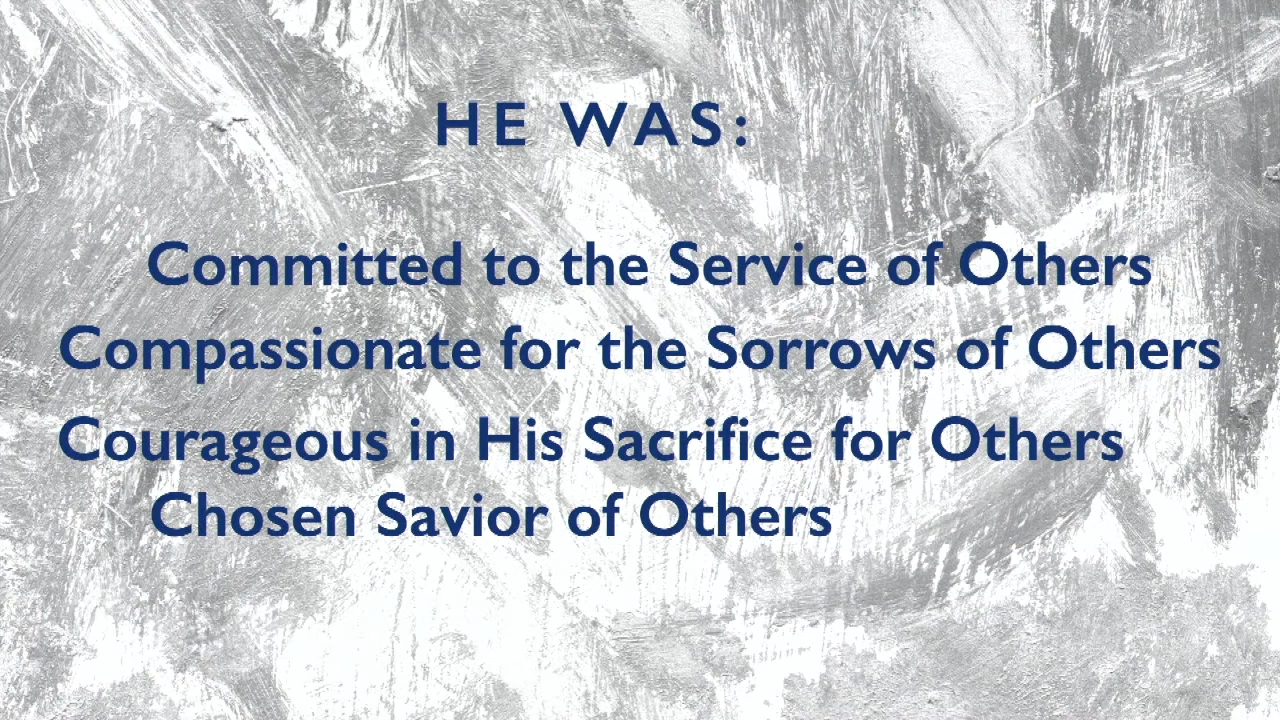 HE WAS:
Committed to the Service of Others
Compassionate for the Sorrows of Others
Courageous in His Sacrifice for Others
Chosen Savior of Others